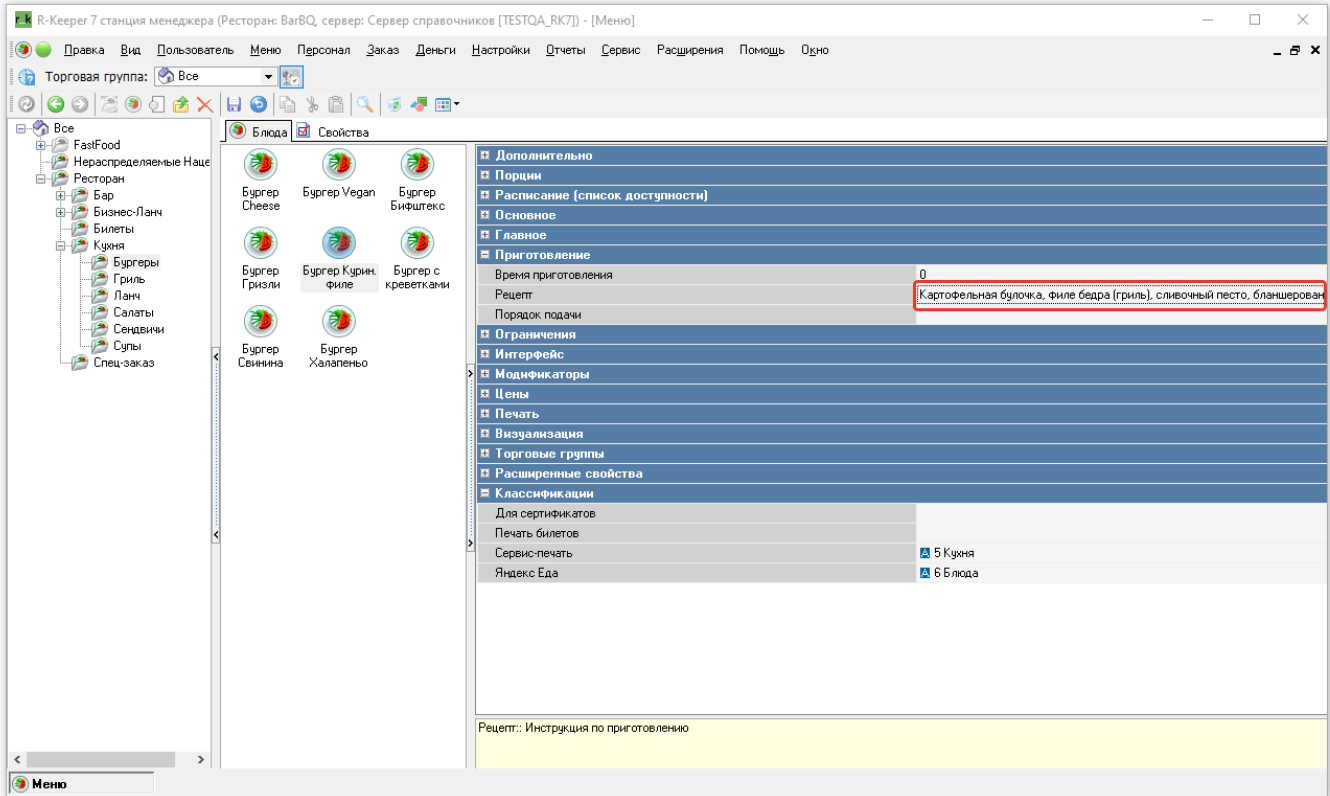 R-Keeper 7 станция менеджера (Ресторан: BarBQ, сервер: Сервер справочников [TESTQA_RK7]) - [Меню]
Правка Вид Пользователь Меню Персонал Заказ Деньги Настройки Отчеты Сервис Расширения Помощь Окно
Торговая группа: Все
Все
FastFood
Нераспределяемые Наце
Ресторан
Бар
Бизнес-Ланч
Билеты
Кухня
Бургеры
Гриль
Ланч
Салаты
Сендвичи
Супы
Спец-заказ
Блюда Свойства
Бургер Cheese
Бургер Vegan
Бургер Бифштекс
Бургер Гризли
Бургер Курин. филе
Бургер с креветками
Бургер Свинина
Бургер Халапеньо
Дополнительно
Порции
Расписание (список доступности)
Основное
Главное
Приготовление
Время приготовления 0
Рецепт Картофельная булочка, филе бедра (гриль), сливочный песто, бланширован
Порядок подачи
Ограничения
Интерфейс
Модификаторы
Цены
Печать
Визуализация
Торговые группы
Расширенные свойства
Классификации
Для сертификатов
Печать билетов
Сервис-печать 5 Кухня
Яндекс Еда 6 Блюда
Рецепт:: Инструкция по приготовлению
Меню